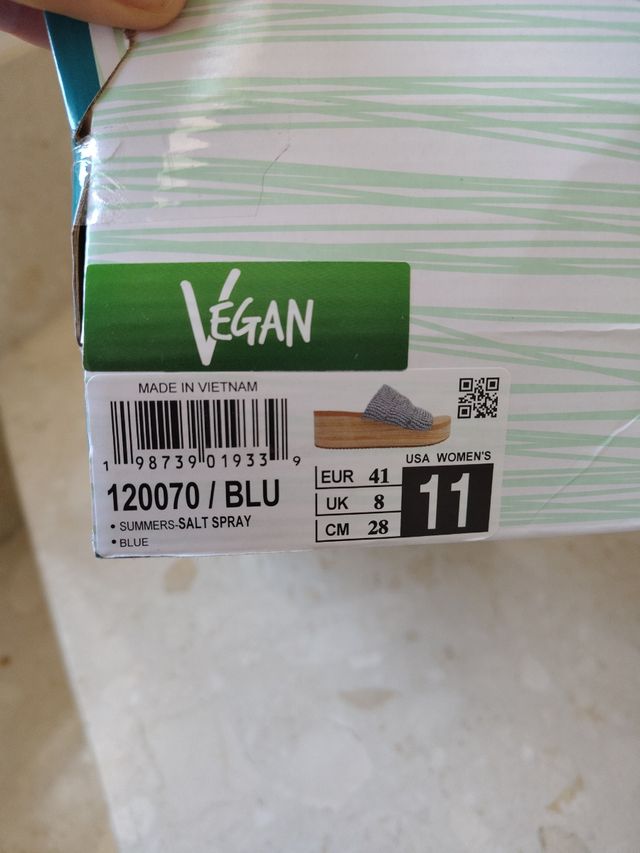 VÉGAN
MADE IN VIETNAM
1 98739 01933 9
120070 / BLU
• SUMMERS-SALT SPRAY
• BLUE
EUR 41
UK 8
CM 28
USA WOMEN'S
11